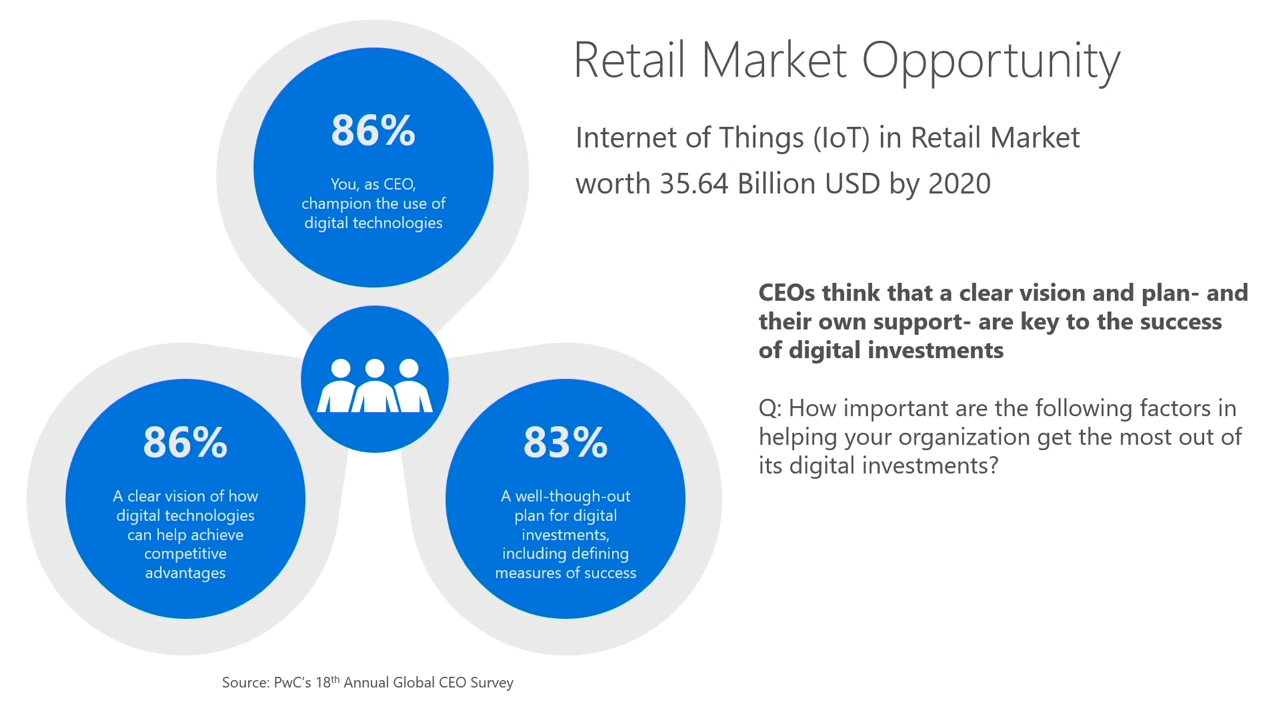 Retail Market Opportunity
Internet of Things (IoT) in Retail Market
worth 35.64 Billion USD by 2020
86%
You, as CEO,
champion the use of
digital technologies
86%
A clear vision of how
digital technologies
can help achieve
competitive
advantages
83%
A well-though-out
plan for digital
investments,
including defining
measures of success
CEOs think that a clear vision and plan- and
their own support- are key to the success
of digital investments
Q: How important are the following factors in
helping your organization get the most out of
its digital investments?
Source: PwC’s 18th Annual Global CEO Survey